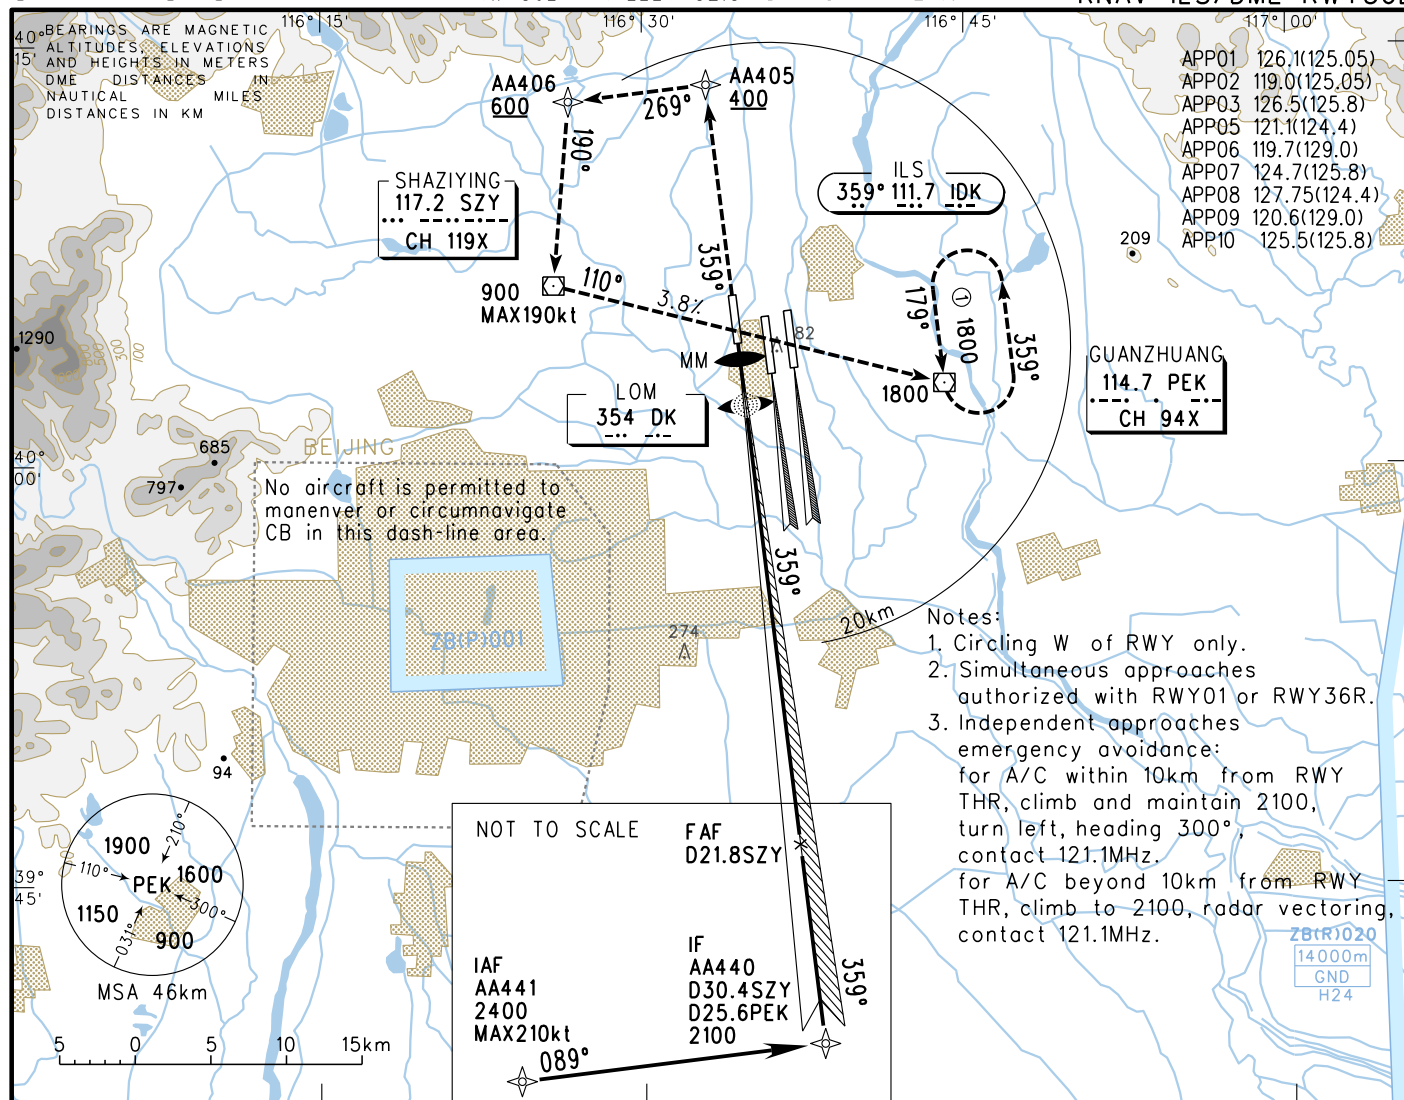 116° 15'
116° 30'
116° 45'
117° 00'
40°
15'
BEARINGS ARE MAGNETIC
ALTITUDES, ELEVATIONS
AND HEIGHTS IN METERS
DME DISTANCES IN
NAUTICAL MILES
DISTANCES IN KM
APP01 126.1(125.05)
APP02 119.0(125.05)
APP03 126.5(125.8)
APP05 121.1(124.4)
APP06 119.7(129.0)
APP07 124.7(125.8)
APP08 127.75(124.4)
APP09 120.6(129.0)
APP10 125.5(125.8)
AA406
600
269°
AA405
400
190°
SHAZIYING
117.2 SZY
CH 119X
ILS
359° 111.7 IDK
209
359°
900
MAX190kt
110°
3.8%
82
179°
1 1800
359°
1800
MM
LOM
354 DK
GUANZHUANG
114.7 PEK
CH 94X
1290
300
100
685
797
40°
00'
BEIJING
No aircraft is permitted to
manenver or circumnavigate
CB in this dash-line area.
359°
ZB(P)001
274
20km
Notes:
1. Circling W of RWY only.
2. Simultaneous approaches
authorized with RWY01 or RWY36R.
3. Independent approaches
emergency avoidance:
for A/C within 10km from RWY
THR, climb and maintain 2100,
turn left, heading 300°,
contact 121.1MHz.
for A/C beyond 10km from RWY
THR, climb to 2100, radar vectoring,
contact 121.1MHz.
94
39°
45'
210°
1900
110°
PEK
1600
300°
1150
031°
900
MSA 46km
5 0 5 10 15km
NOT TO SCALE
FAF
D21.8SZY
IAF
AA441
2400
MAX210kt
089°
IF
AA440
D30.4SZY
D25.6PEK
2100
359°
ZB(R)020
14000m
GND
H24